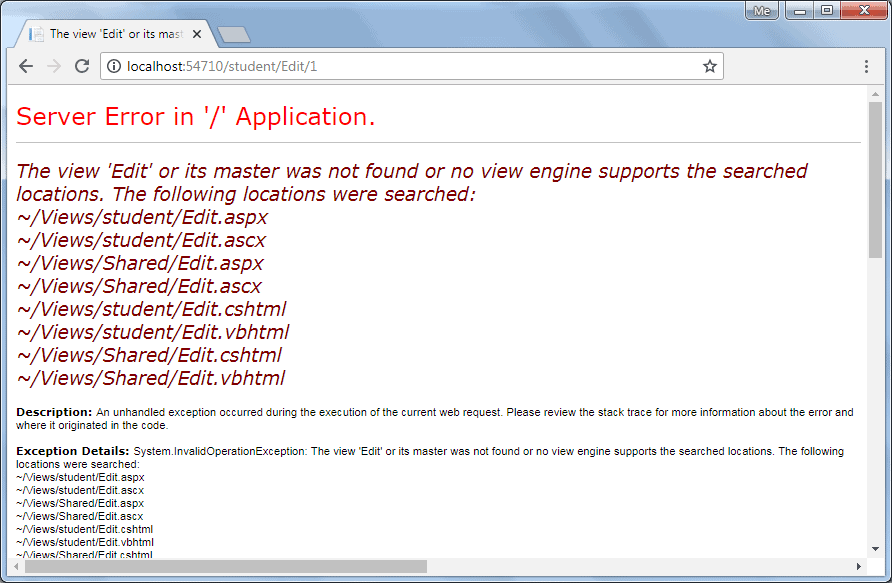 Me
The view 'Edit' or its mast
localhost:54710/student/Edit/1
Server Error in '/' Application.
The view 'Edit' or its master was not found or no view engine supports the searched
locations. The following locations were searched:
~/Views/student/Edit.aspx
~/Views/student/Edit.ascx
~/Views/Shared/Edit.aspx
~/Views/Shared/Edit.ascx
~/Views/student/Edit.cshtml
~/Views/student/Edit.vbhtml
~/Views/Shared/Edit.cshtml
~/Views/Shared/Edit.vbhtml
Description: An unhandled exception occurred during the execution of the current web request. Please review the stack trace for more information about the error and
where it originated in the code.
Exception Details: System.InvalidOperationException: The view 'Edit' or its master was not found or no view engine supports the searched locations. The following
locations were searched:
~/Views/student/Edit.aspx
~/Views/student/Edit.ascx
~/Views/Shared/Edit.aspx
~/Views/Shared/Edit.ascx
~/Views/student/Edit.cshtml
~/Views/student/Edit.vbhtml
~/Views/Shared/Edit.cshtml